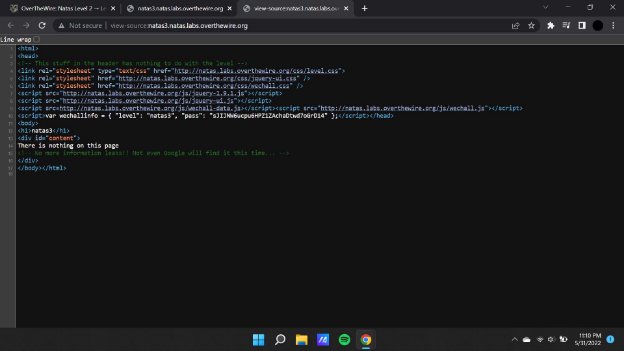 OverTheWire: Natas Level 2 → Le
natas3.natas.labs.overthewire.org
view-source:natas3.natas.labs.ov
Not secure | view-source:natas3.natas.labs.overthewire.org
Line wrap
1 <html>
2 <head>
3 <!-- This stuff in the header has nothing to do with the level -->
4 <link rel="stylesheet" type="text/css" href="http://natas.labs.overthewire.org/css/level.css">
5 <link rel="stylesheet" href="http://natas.labs.overthewire.org/css/jquery-ui.css" />
6 <link rel="stylesheet" href="http://natas.labs.overthewire.org/css/wechall.css" />
7 <script src="http://natas.labs.overthewire.org/js/jquery-1.9.1.js"></script>
8 <script src="http://natas.labs.overthewire.org/js/jquery-ui.js"></script>
9 <script src=http://natas.labs.overthewire.org/js/wechall-data.js></script><script src="http://natas.labs.overthewire.org/js/wechall.js"></script>
10 <script>var wechallinfo = { "level": "natas3", "pass": "sJIJNW6ucpu6HPZ1ZAchaDtwd7oGrD14" };</script></head>
11 <body>
12 <h1>natas3</h1>
13 <div id="content">
14 There is nothing on this page
15 <!-- No more information leaks!! Not even Google will find it this time... -->
16 </div>
17 </body></html>
18
11:10 PM
5/31/2022